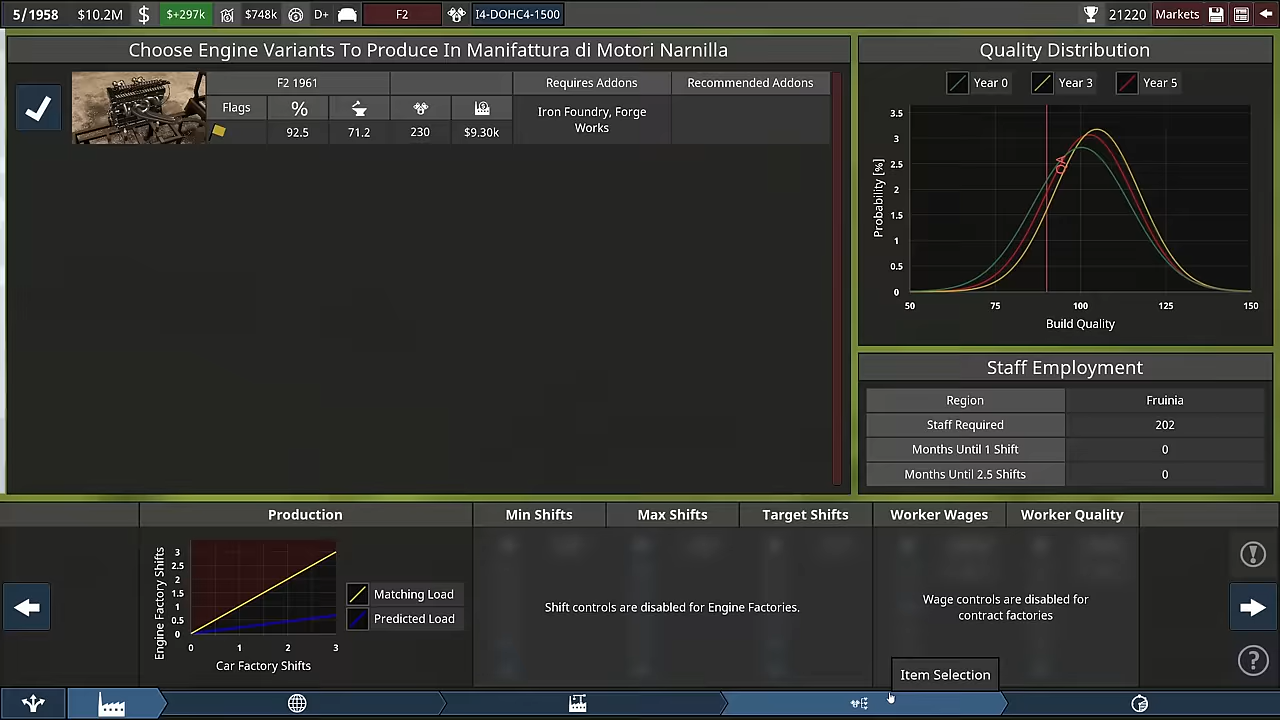 5/1958 $10.2M $ $+297k $748k D+ F2 I4-DOHC4-1500 21220 Markets
Choose Engine Variants To Produce In Manifattura di Motori Narnilla
F2 1961 Requires Addons Recommended Addons
Flags %
92.5 71.2 230 $9.30k
Iron Foundry, Forge
Works
Quality Distribution
Year 0 Year 3 Year 5
3.5
3
2.5
2
1.5
1
0.5
0
Probability [%]
QA
50 75 100 125 150
Build Quality
Staff Employment
Region Fruinia
Staff Required 202
Months Until 1 Shift 0
Months Until 2.5 Shifts 0
Production Min Shifts Max Shifts Target Shifts Worker Wages Worker Quality
Engine Factory Shifts
3
2.5
2
1.5
1
0.5
0
0 1 2 3
Car Factory Shifts
Matching Load
Predicted Load
Shift controls are disabled for Engine Factories.
Wage controls are disabled for
contract factories
Item Selection